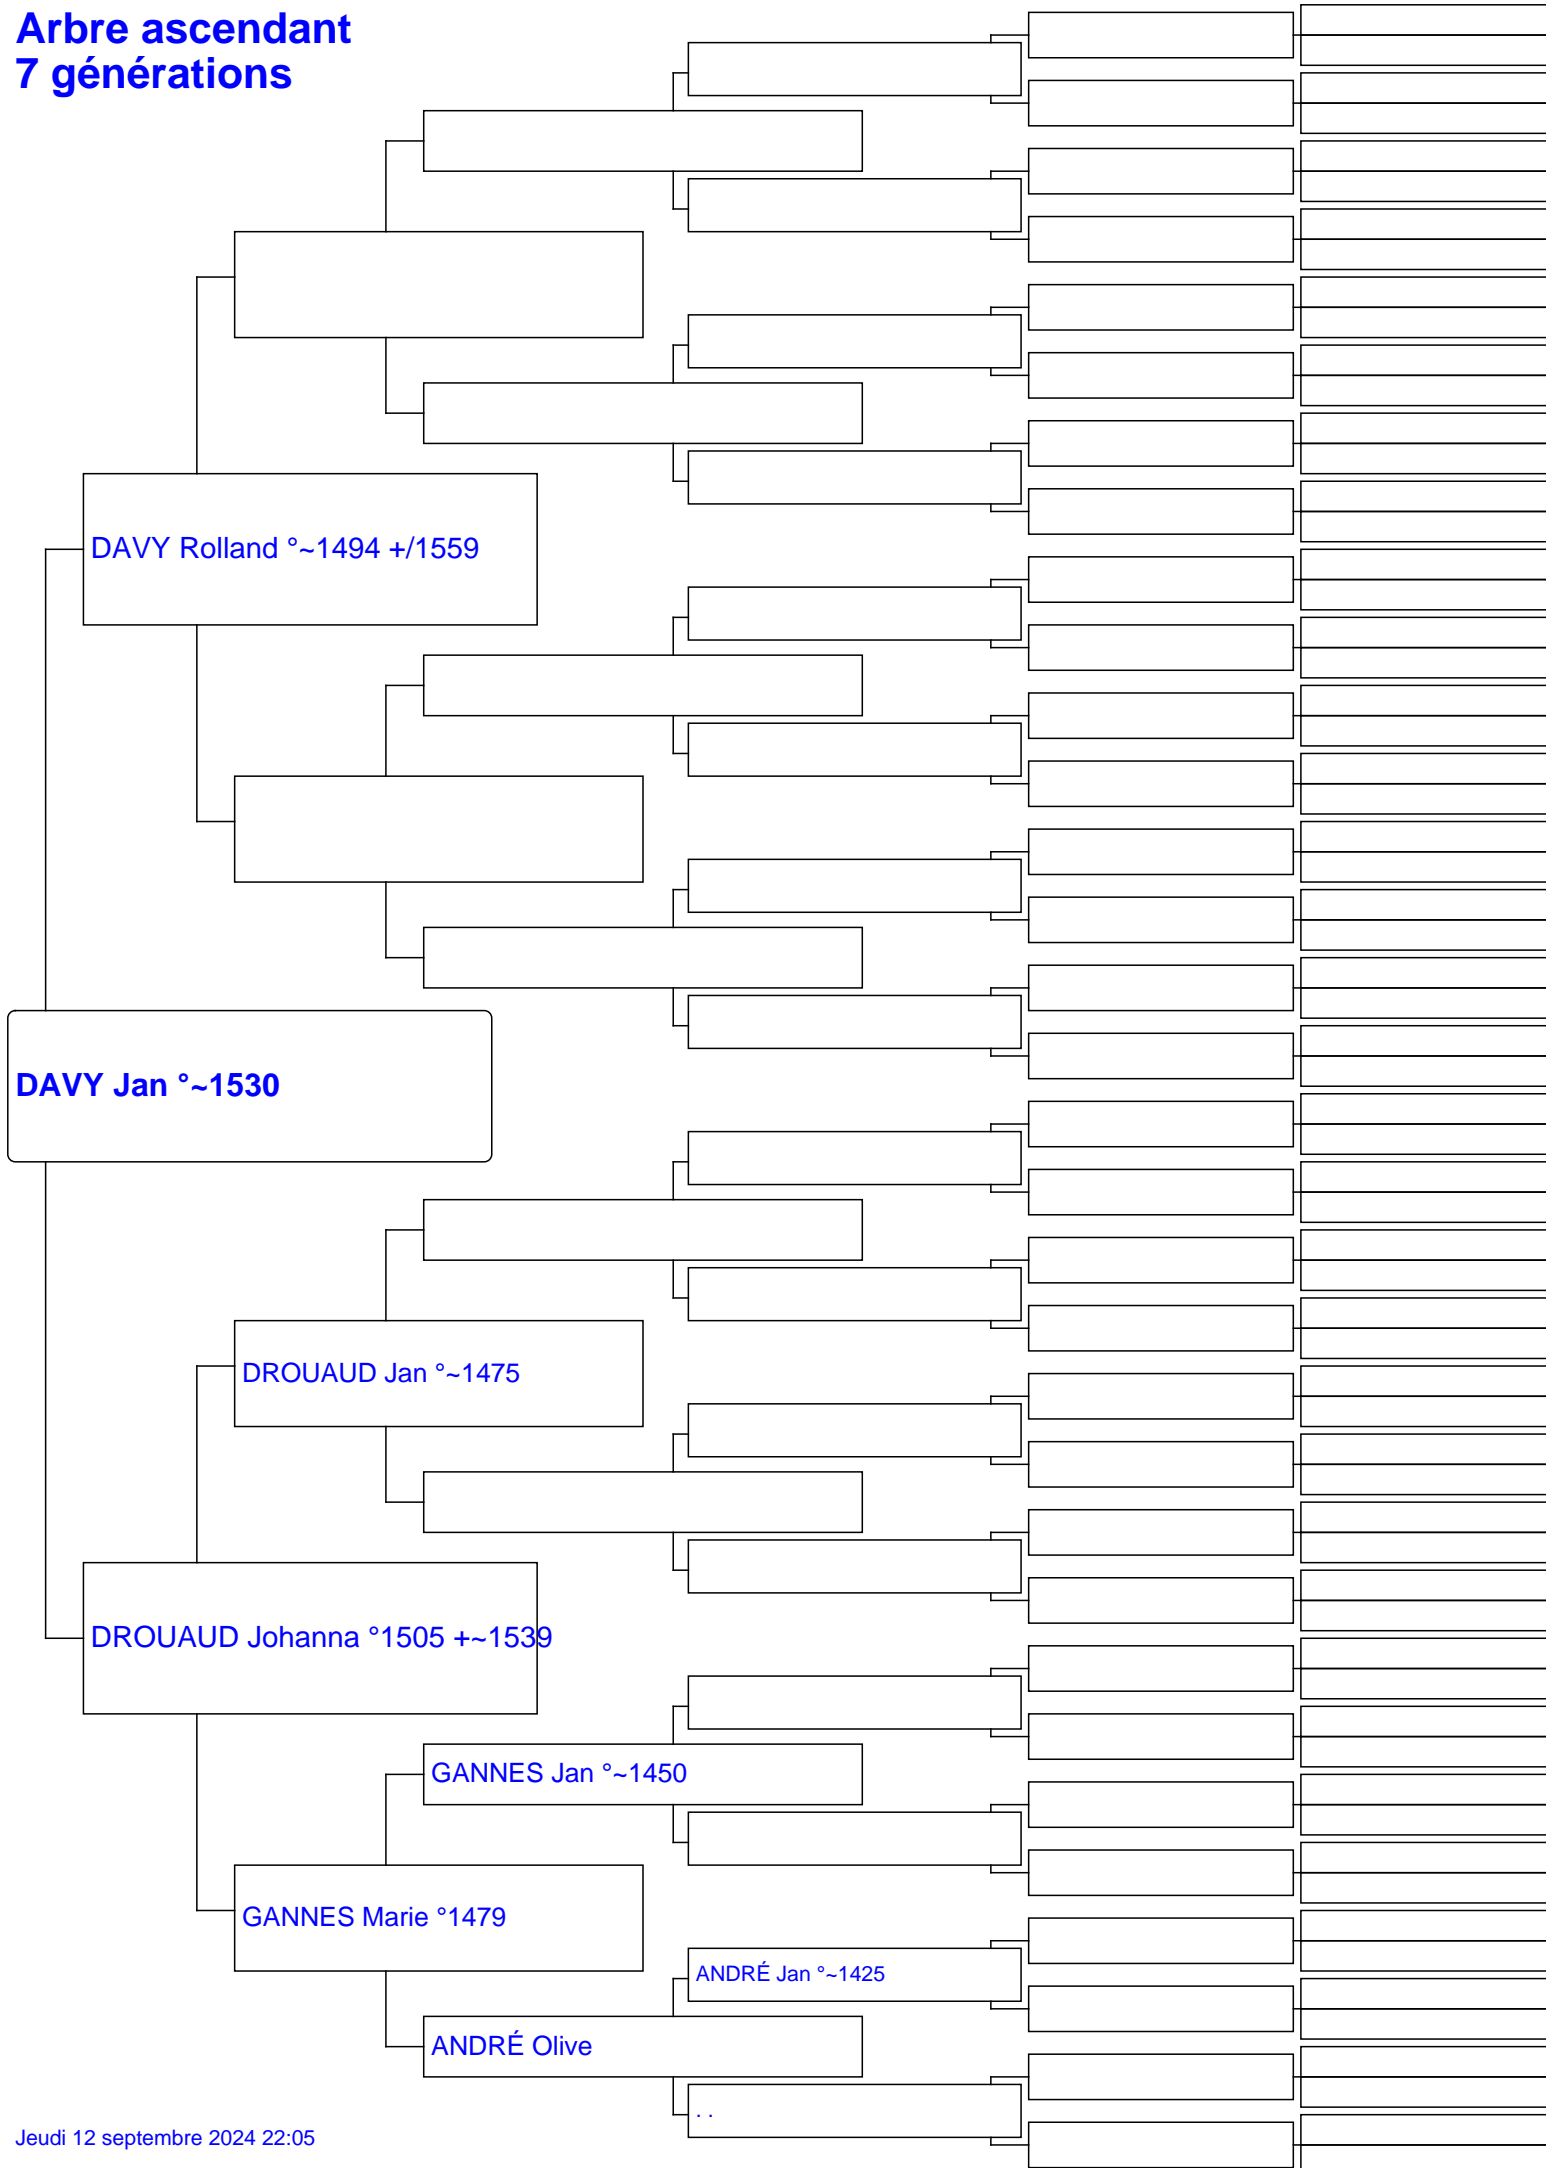 Arbre ascendant
7 générations
DAVY Rolland °~1494 +/1559
DAVY Jan °~1530
DROUAUD Jan °~1475
DROUAUD Johanna °1505 +~1539
GANNES Jan °~1450
GANNES Marie °1479
ANDRÉ Jan °~1425
ANDRÉ Olive
. .
Jeudi 12 septembre 2024 22:05